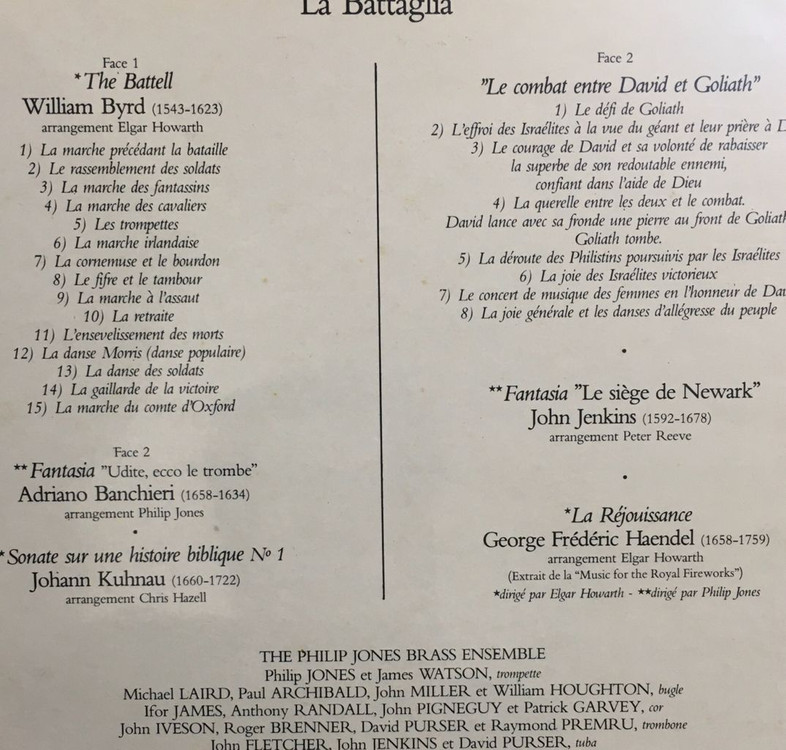 La Battaglia
Face 1
*The Battell
William Byrd (1543-1623)
arrangement Elgar Howarth
1) La marche précédant la bataille
2) Le rassemblement des soldats
3) La marche des fantassins
4) La marche des cavaliers
5) Les trompettes
6) La marche irlandaise
7) La cornemuse et le bourdon
8) Le fifre et le tambour
9) La marche à l'assaut
10) La retraite
11) L'ensevelissement des morts
12) La danse Morris (danse populaire)
13) La danse des soldats
14) La gaillarde de la victoire
15) La marche du comte d'Oxford
Face 2
**Fantasia "Udite, ecco le trombe"
Adriano Banchieri (1658-1634)
arrangement Philip Jones
•
*Sonate sur une histoire biblique No 1
Johann Kuhnau (1660-1722)
arrangement Chris Hazell
Face 2
"Le combat entre David et Goliath"
1) Le défi de Goliath
2) L'effroi des Israélites à la vue du géant et leur prière à D
3) Le courage de David et sa volonté de rabaisser
la superbe de son redoutable ennemi,
confiant dans l'aide de Dieu
4) La querelle entre les deux et le combat.
David lance avec sa fronde une pierre au front de Goliath
Goliath tombe.
5) La déroute des Philistins poursuivis par les Israélites
6) La joie des Israélites victorieux
7) Le concert de musique des femmes en l'honneur de Dav
8) La joie générale et les danses d'allégresse du peuple
•
**Fantasia "Le siège de Newark"
John Jenkins (1592-1678)
arrangement Peter Reeve
•
*La Réjouissance
George Frédéric Haendel (1658-1759)
arrangement Elgar Howarth
(Extrait de la "Music for the Royal Fireworks")
*dirigé par Elgar Howarth - **dirigé par Philip Jones
THE PHILIP JONES BRASS ENSEMBLE
Philip JONES et James WATSON, trompette
Michael LAIRD, Paul ARCHIBALD, John MILLER et William HOUGHTON, bugle
Ifor JAMES, Anthony RANDALL, John PIGNEGUY et Patrick GARVEY, cor
John IVESON, Roger BRENNER, David PURSER et Raymond PREMRU, trombone
John FLETCHER, John JENKINS et David PURSER, tuba